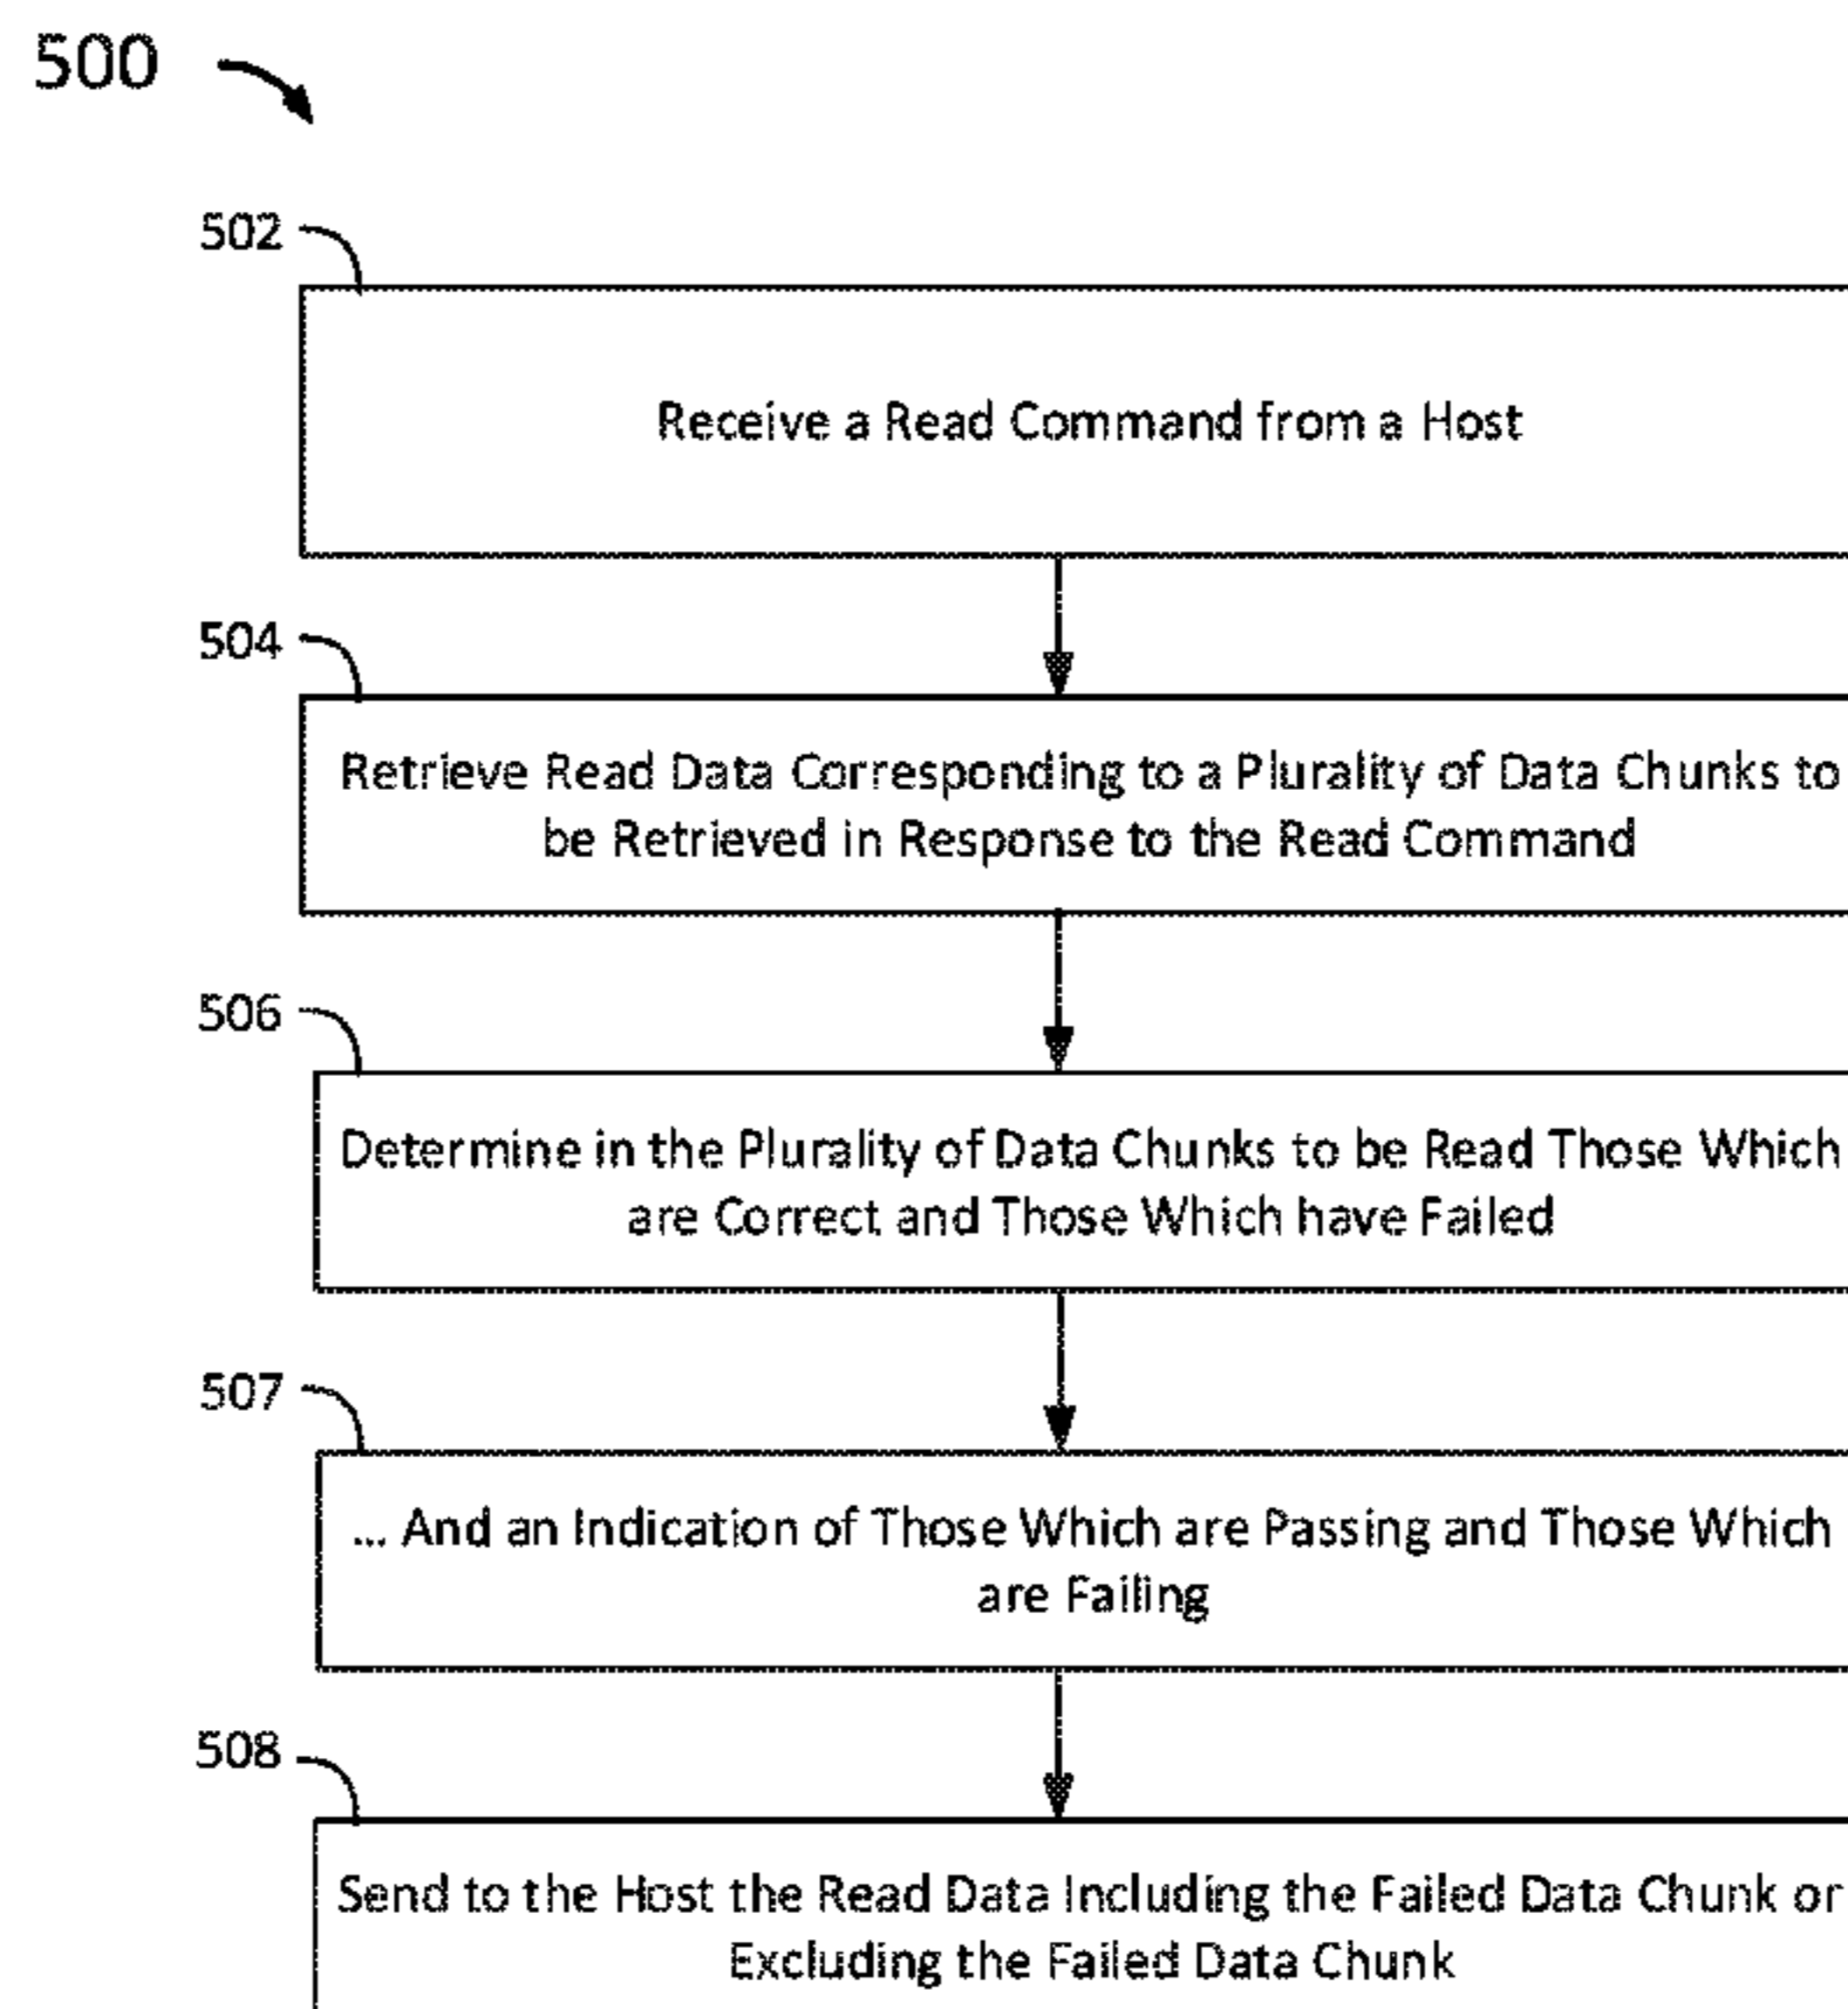 500
502
Receive a Read Command from a Host
504
Retrieve Read Data Corresponding to a Plurality of Data Chunks to
be Retrieved in Response to the Read Command
506
Determine in the Plurality of Data Chunks to be Read Those Which
are Correct and Those Which have Failed
507
... And an Indication of Those Which are Passing and Those Which
are Failing
508
Send to the Host the Read Data Including the Failed Data Chunk or
Excluding the Failed Data Chunk